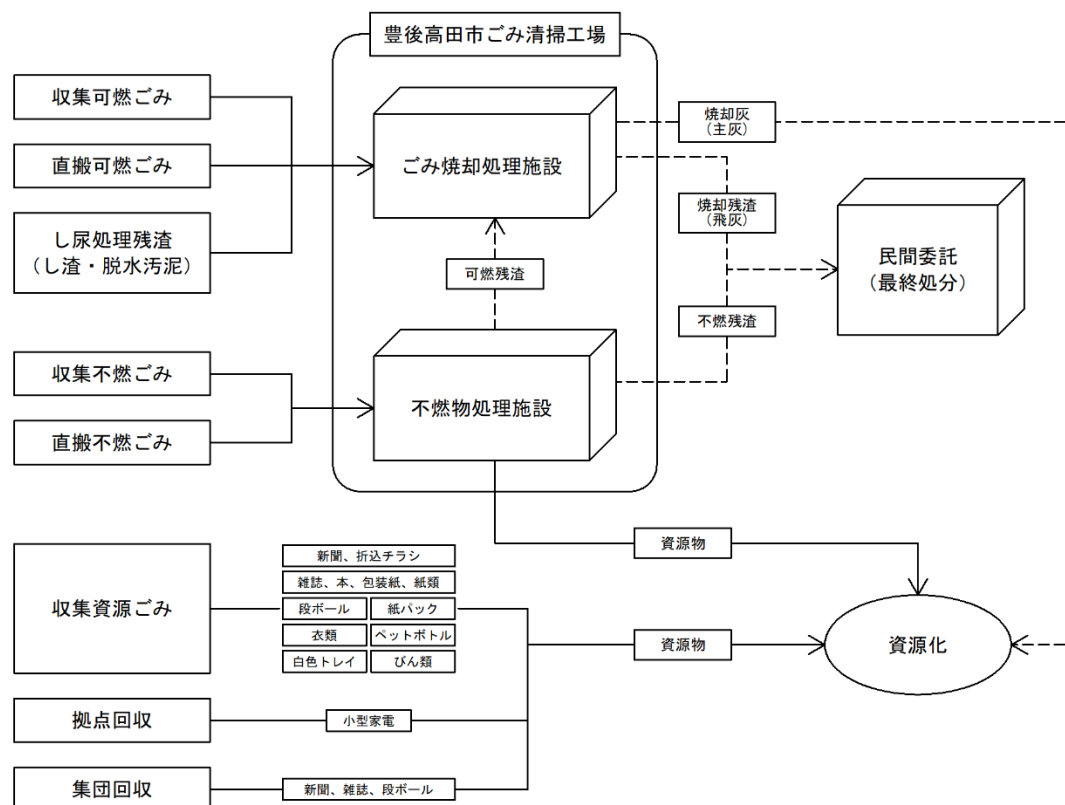 豊後高田市ごみ清掃工場
収集可燃ごみ
直搬可燃ごみ
し尿処理残渣
（し渣・脱水汚泥）
収集不燃ごみ
直搬不燃ごみ
ごみ焼却処理施設
可燃残渣
不燃物処理施設
焼却灰
（主灰）
焼却残渣
（飛灰）
不燃残渣
民間委託
（最終処分）
資源物
収集資源ごみ
新聞、折込チラシ
雑誌、本、包装紙、紙類
段ボール
紙パック
衣類
ペットボトル
白色トレイ
びん類
資源物
資源化
拠点回収
小型家電
集団回収
新聞、雑誌、段ボール